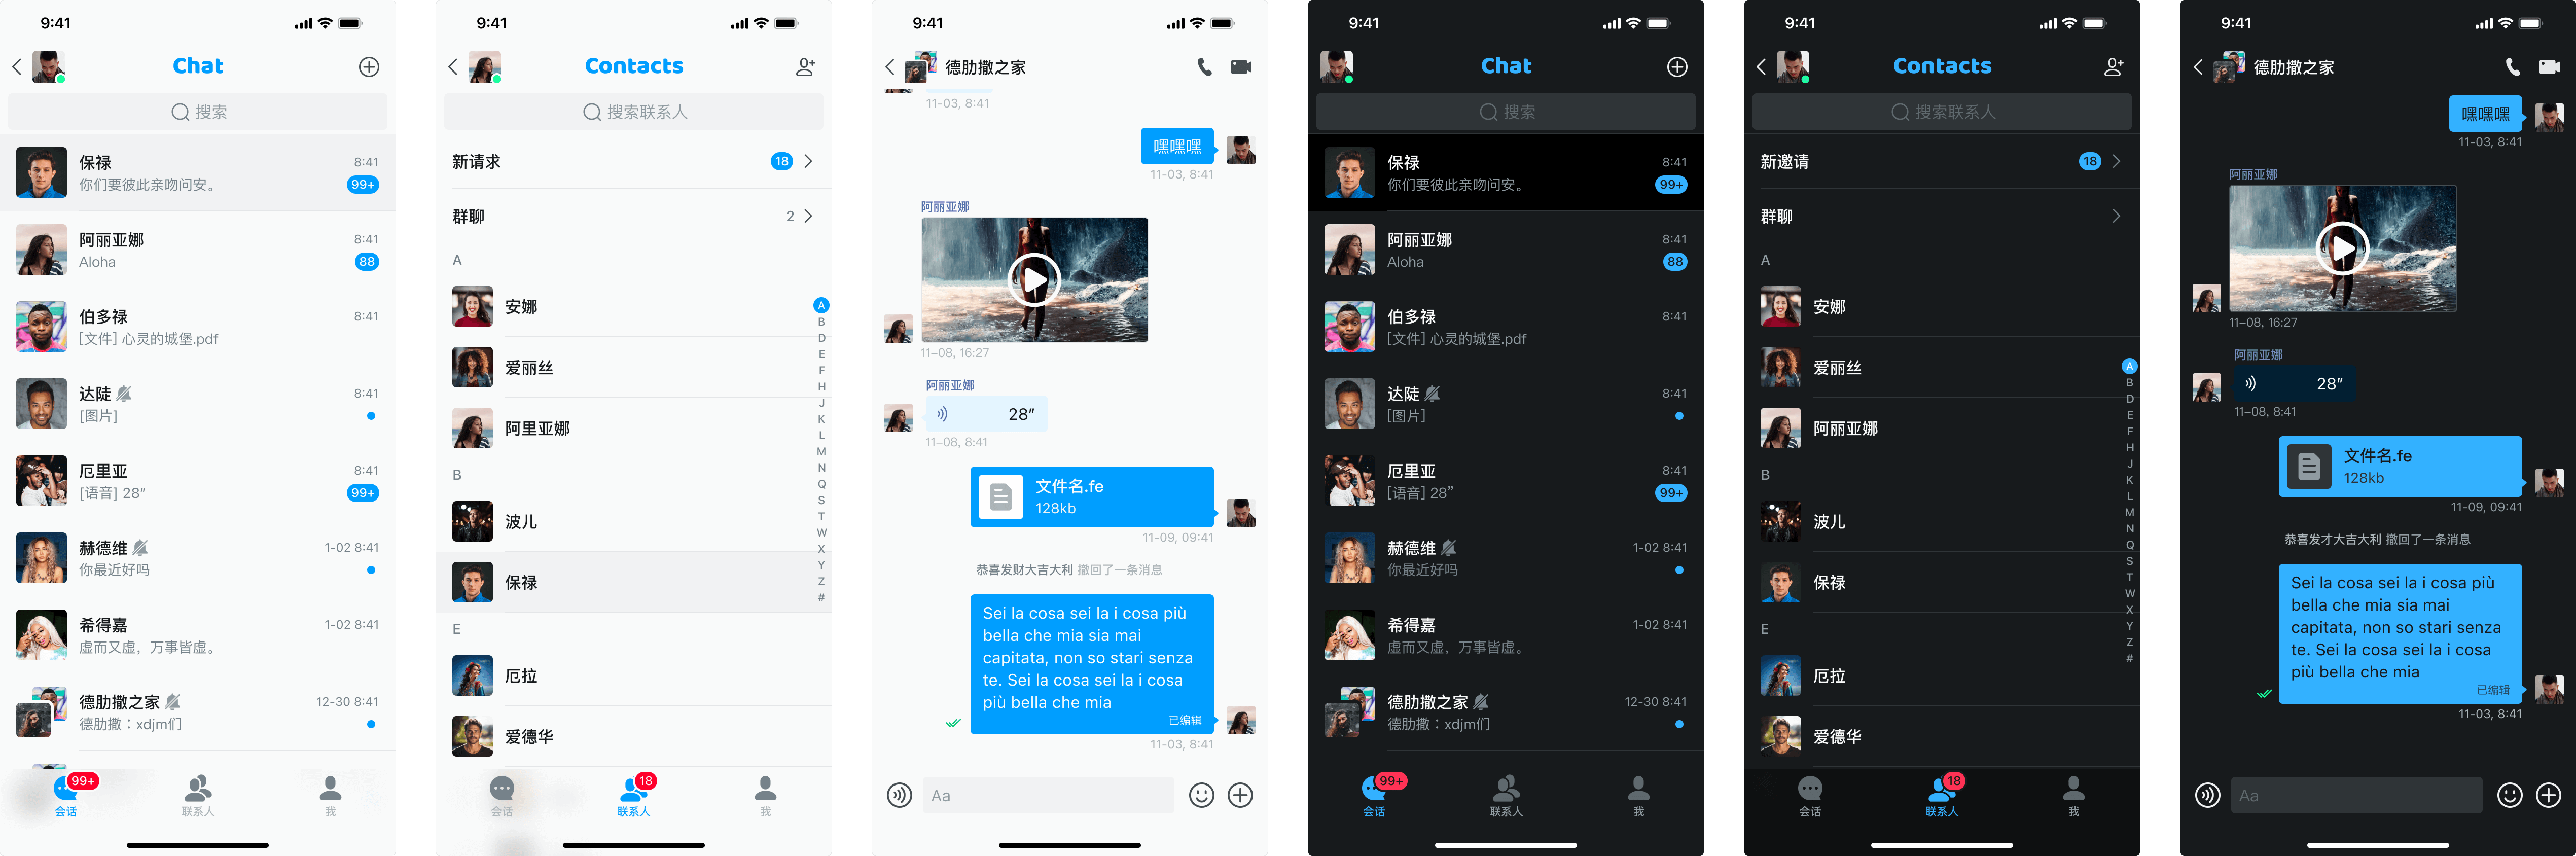 9:41
Chat
搜索
保禄
8:41
你们要彼此亲吻问安。
99+
阿丽亚娜
8:41
Aloha
88
伯多禄
8:41
[文件] 心灵的城堡.pdf
达陡
8:41
[图片]
厄里亚
8:41
[语音] 28”
99+
赫德维
1-02 8:41
你最近好吗
希得嘉
1-02 8:41
虚而又虚，万事皆虚。
德肋撒之家
12-30 8:41
德肋撒：xdjm们
99+
会话
联系人
我
9:41
Contacts
搜索联系人
新请求
18
群聊
2
A
安娜
爱丽丝
阿里亚娜
B
波儿
保禄
E
厄拉
爱德华
A
B
D
E
F
H
J
K
L
M
N
Q
S
T
W
X
Y
Z
#
会话
18
联系人
我
9:41
德肋撒之家
11-03, 8:41
嘿嘿嘿
11-03, 8:41
阿丽亚娜
11-08, 16:27
阿丽亚娜
28”
11-08, 8:41
文件名.fe
128kb
11-09, 09:41
恭喜发财大吉大利 撤回了一条消息
Sei la cosa sei la i cosa più
bella che mia sia mai
capitata, non so stari senza
te. Sei la cosa sei la i cosa
più bella che mia
已编辑
11-03, 8:41
Aa
9:41
Chat
搜索
保禄
8:41
你们要彼此亲吻问安。
99+
阿丽亚娜
8:41
Aloha
88
伯多禄
8:41
[文件] 心灵的城堡.pdf
达陡
8:41
[图片]
厄里亚
8:41
[语音] 28”
99+
赫德维
1-02 8:41
你最近好吗
希得嘉
1-02 8:41
虚而又虚，万事皆虚。
德肋撒之家
12-30 8:41
德肋撒：xdjm们
99+
会话
联系人
我
9:41
Contacts
搜索联系人
新邀请
18
群聊
A
安娜
爱丽丝
阿丽亚娜
B
波儿
保禄
E
厄拉
爱德华
A
B
D
E
F
H
J
K
L
M
N
Q
S
T
W
X
Y
Z
#
会话
18
联系人
我
9:41
德肋撒之家
嘿嘿嘿
11-03, 8:41
阿丽亚娜
11-08, 16:27
阿丽亚娜
28”
11-08, 8:41
文件名.fe
128kb
11-09, 09:41
恭喜发才大吉大利 撤回了一条消息
Sei la cosa sei la i cosa più
bella che mia sia mai
capitata, non so stari senza
te. Sei la cosa sei la i cosa
più bella che mia
已编辑
11-03, 8:41
Aa